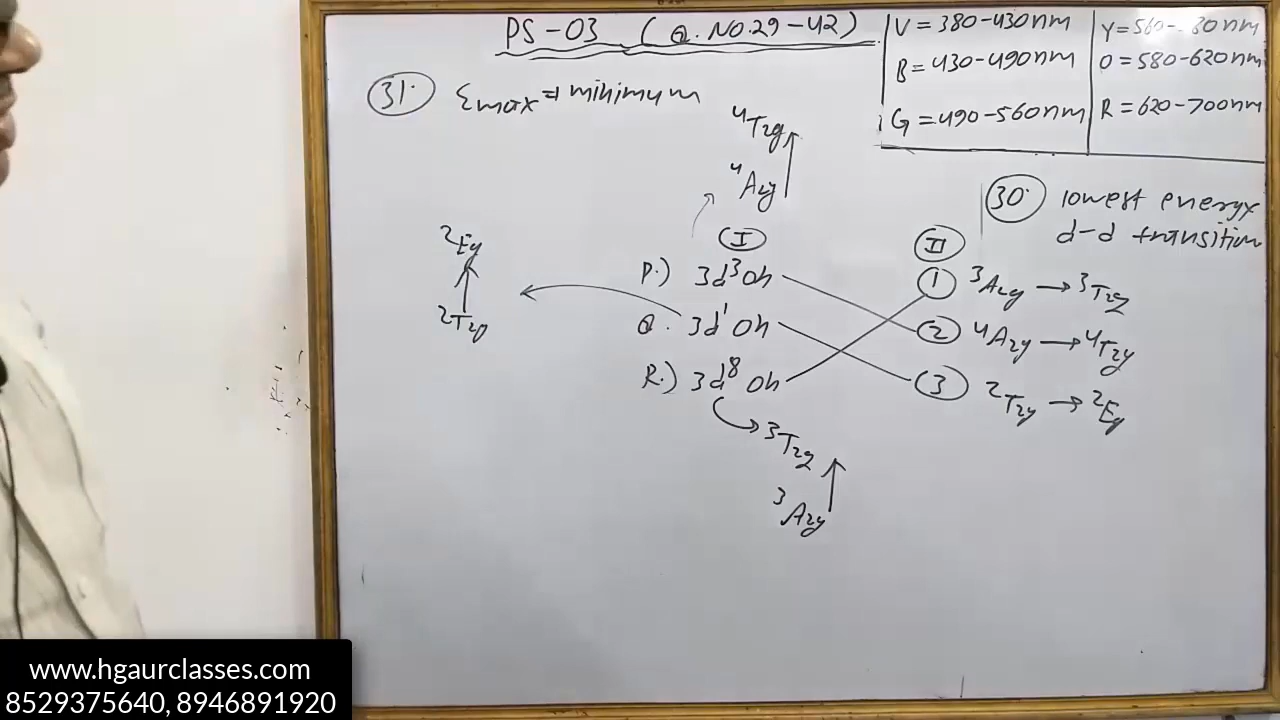 PS-03 (Q.NO.29-42)
V = 380-430nm
B = 430-490nm
G = 490-560nm
O = 580-620nm
R = 620-700nm
31. εmax ⇒ minimum
⁴T2g
⁴A2g
30. lowest energy
d-d transition
I
II
P.) 3d³ Oh
Q. 3d¹ Oh
R.) 3d⁸ Oh
1 ³A2g → ³T2g
2 ⁴A2g → ⁴T2g
3 ²T2g → ²Eg
²Eg
²T2g
³T2g
³A2g
www.hgaurclasses.com
8529375640, 8946891920